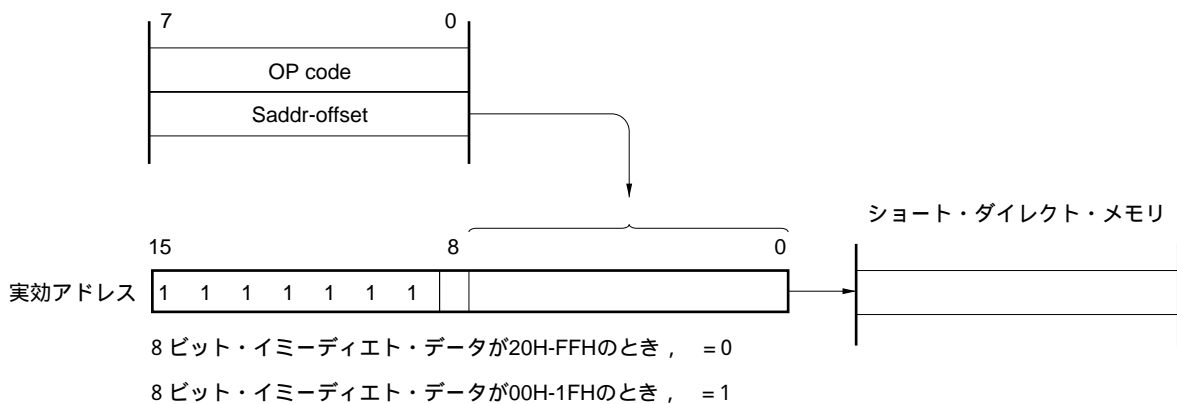 7 0
OP code
Saddr-offset
ショート・ダイレクト・メモリ
15 8 0
実効アドレス 1 1 1 1 1 1 1
8 ビット・イミーディエト・データが20H-FFHのとき， =0
8 ビット・イミーディエト・データが00H-1FHのとき， =1